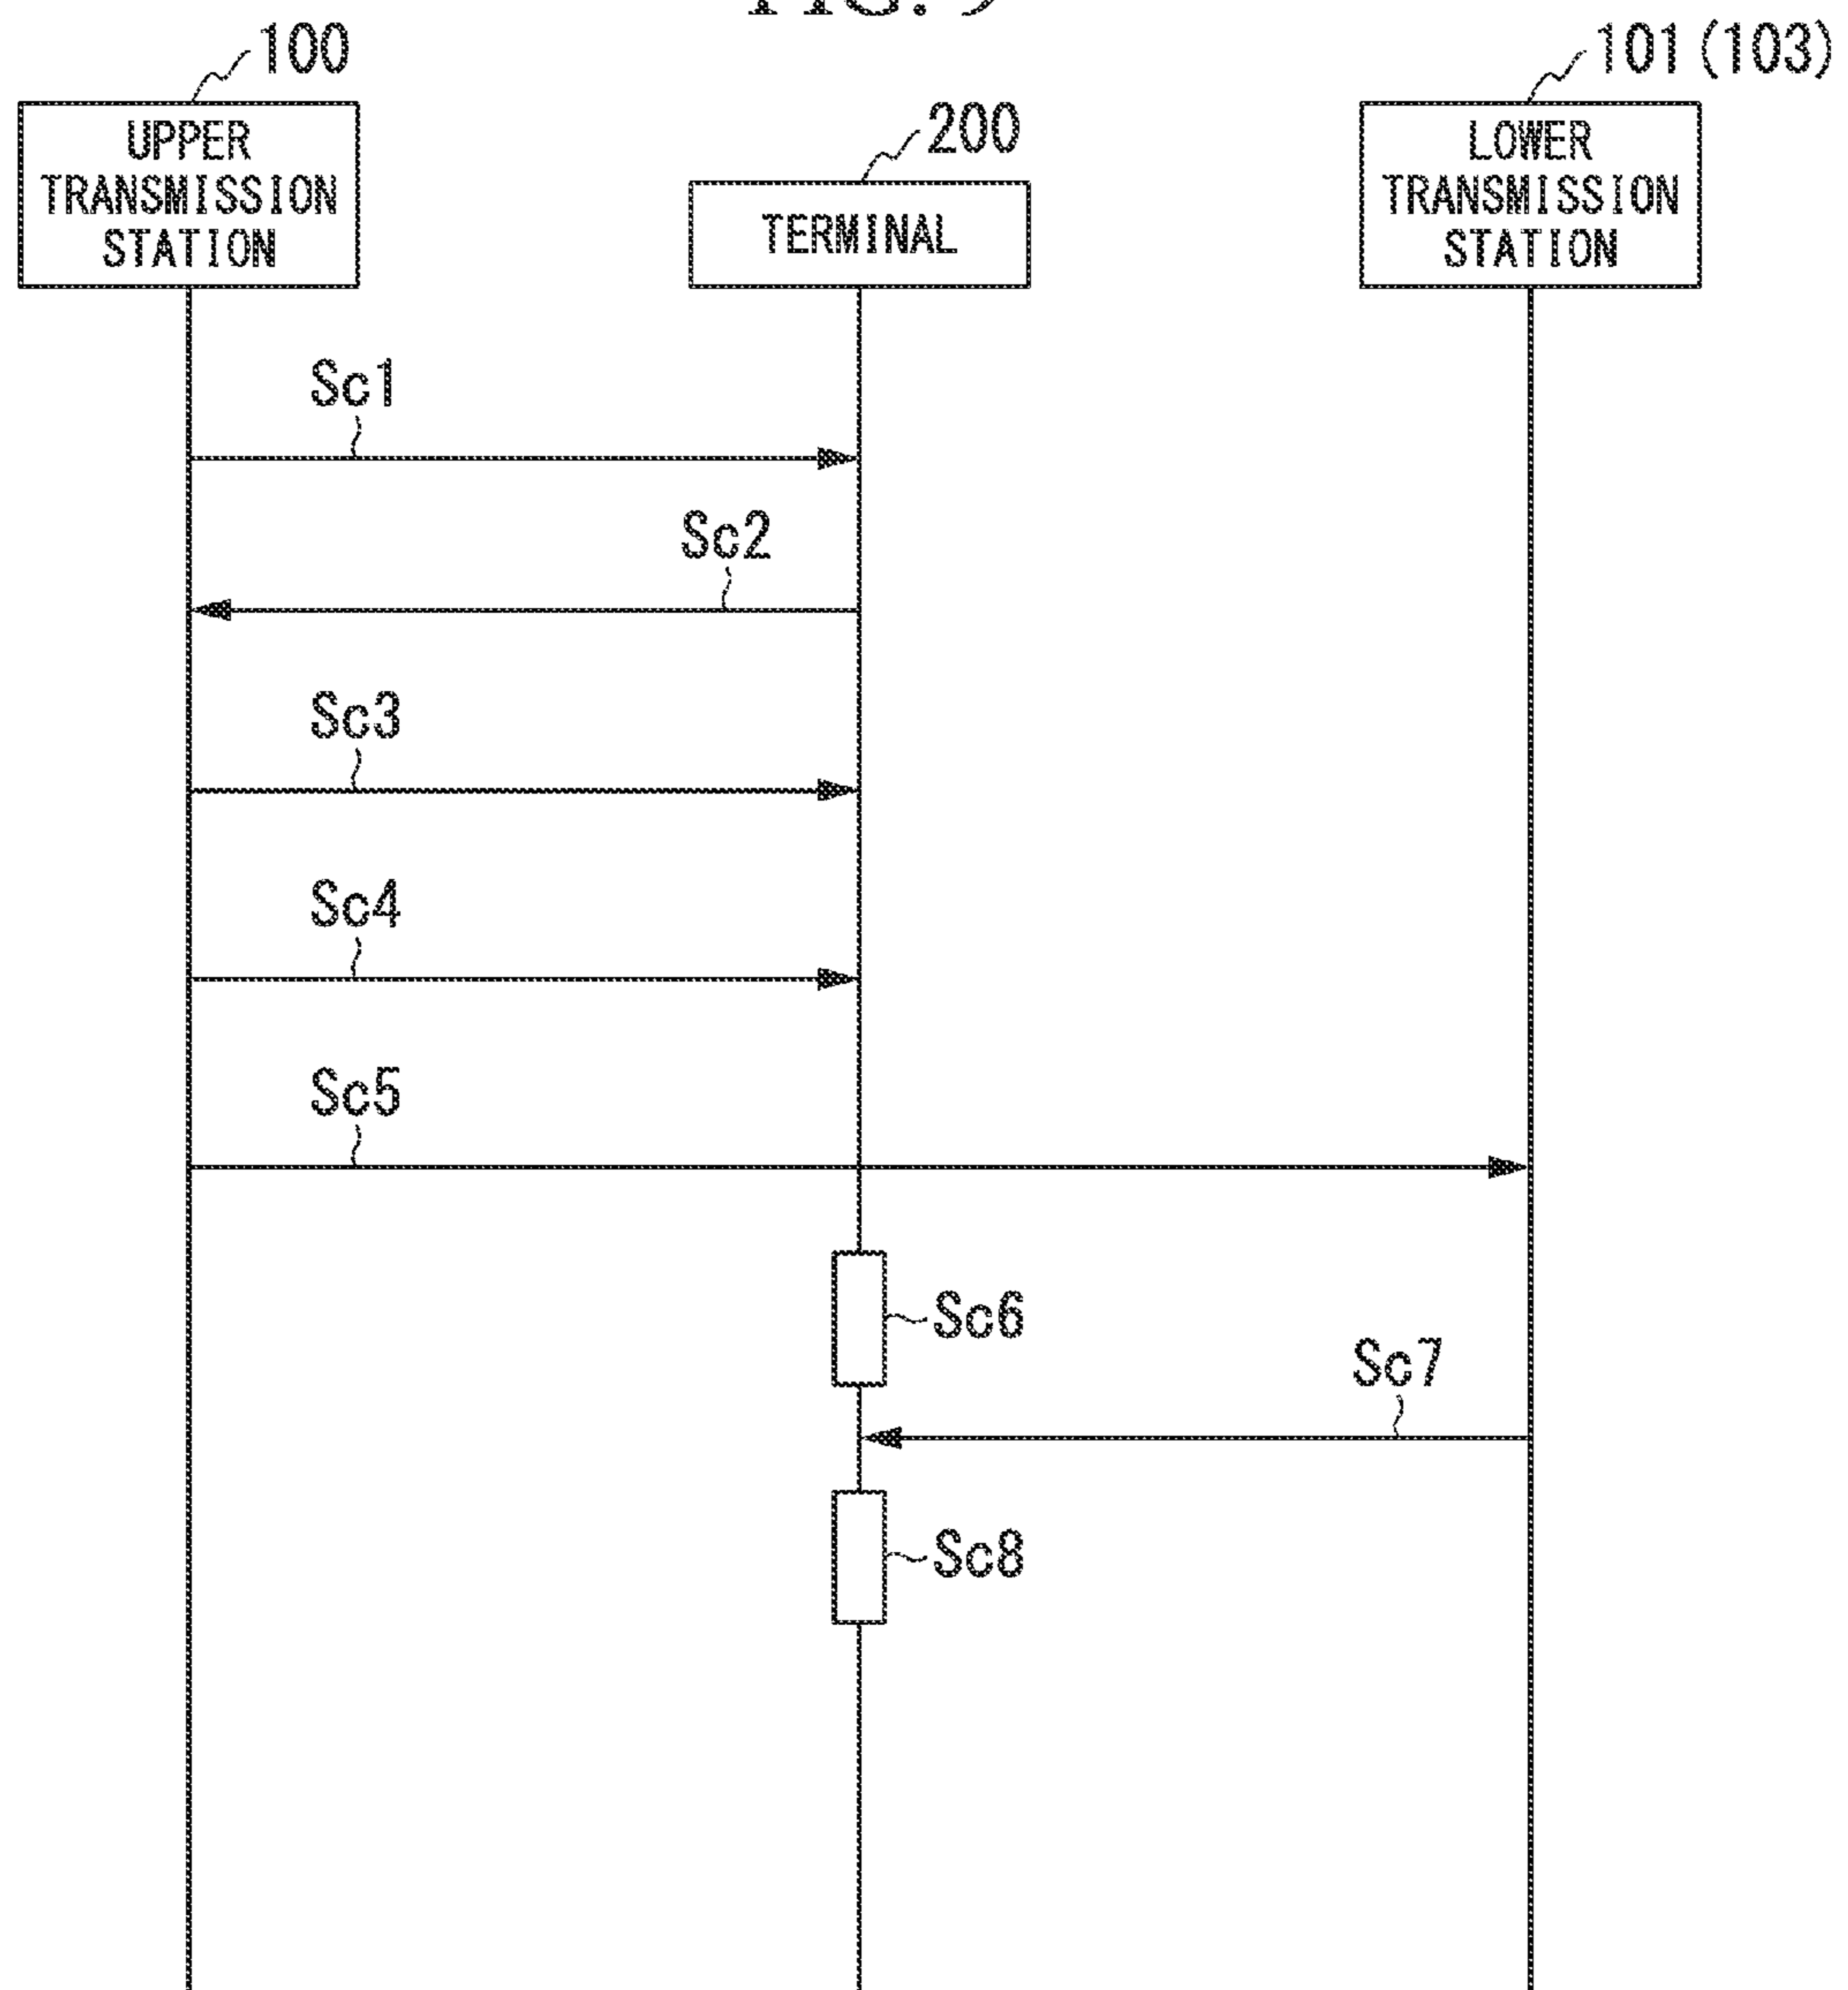 100
101(103)
200
UPPER
TRANSMISSION
STATION
TERMINAL
LOWER
TRANSMISSION
STATION
Sc1
Sc2
Sc3
Sc4
Sc5
Sc6
Sc7
Sc8